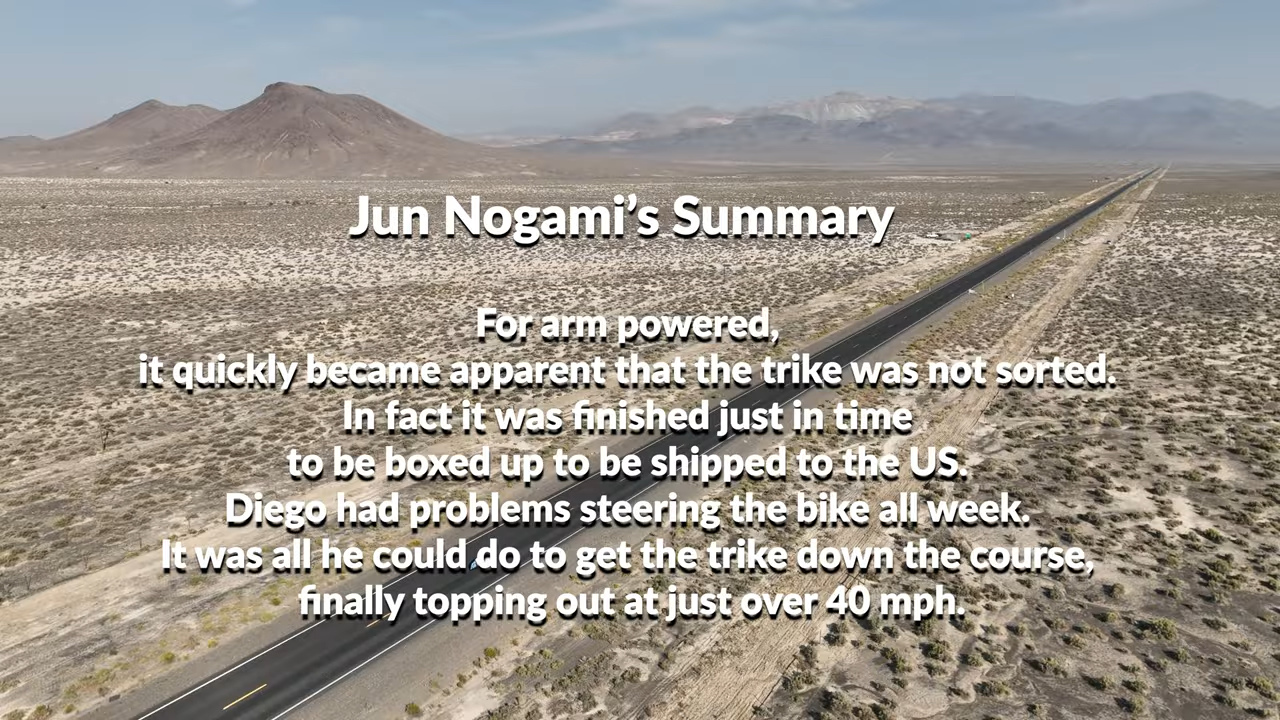 Jun Nogami’s Summary
For arm powered,
it quickly became apparent that the trike was not sorted.
In fact it was finished just in time
to be boxed up to be shipped to the US.
Diego had problems steering the bike all week.
It was all he could do to get the trike down the course,
finally topping out at just over 40 mph.